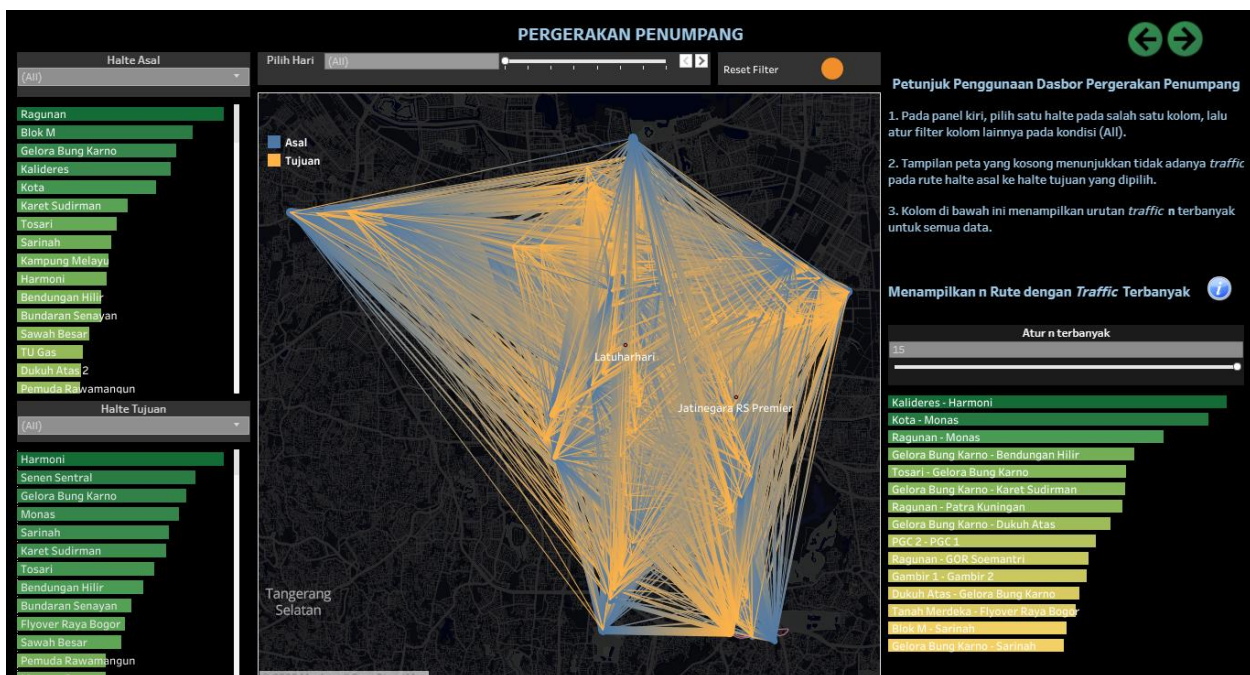 PERGERAKAN PENUMPANG
Halte Asal
(All)
Ragunan
Blok M
Gelora Bung Karno
Kalideres
Kota
Karet Sudirman
Tosari
Sarinah
Kampung Melayu
Harmoni
Bendungan Hilir
Bundaran Senayan
Sawah Besar
TU Gas
Dukuh Atas 2
Pemuda Rawamangun
Halte Tujuan
(All)
Harmoni
Senen Sentral
Gelora Bung Karno
Monas
Sarinah
Karet Sudirman
Tosari
Bendungan Hilir
Bundaran Senayan
Flyover Raya Bogor
Sawah Besar
Pemuda Rawamangun
Pilih Hari
(All)
Reset Filter
Asal
Tujuan
Latuharhari
Jatinegara RS Premier
Tangerang
Selatan
Petunjuk Penggunaan Dasbor Pergerakan Penumpang
1. Pada panel kiri, pilih satu halte pada salah satu kolom, lalu
atur filter kolom lainnya pada kondisi (All).
2. Tampilan peta yang kosong menunjukkan tidak adanya traffic
pada rute halte asal ke halte tujuan yang dipilih.
3. Kolom di bawah ini menampilkan urutan traffic n terbanyak
untuk semua data.
Menampilkan n Rute dengan Traffic Terbanyak
i
Atur n terbanyak
15
Kalideres - Harmoni
Kota - Monas
Ragunan - Monas
Gelora Bung Karno - Bendungan Hilir
Tosari - Gelora Bung Karno
Gelora Bung Karno - Karet Sudirman
Ragunan - Patra Kuningan
Gelora Bung Karno - Dukuh Atas
PGC 2 - PGC 1
Ragunan - GOR Soemantri
Gambir 1 - Gambir 2
Dukuh Atas - Gelora Bung Karno
Tanah Merdeka - Flyover Raya Bogor
Blok M - Sarinah
Gelora Bung Karno - Sarinah